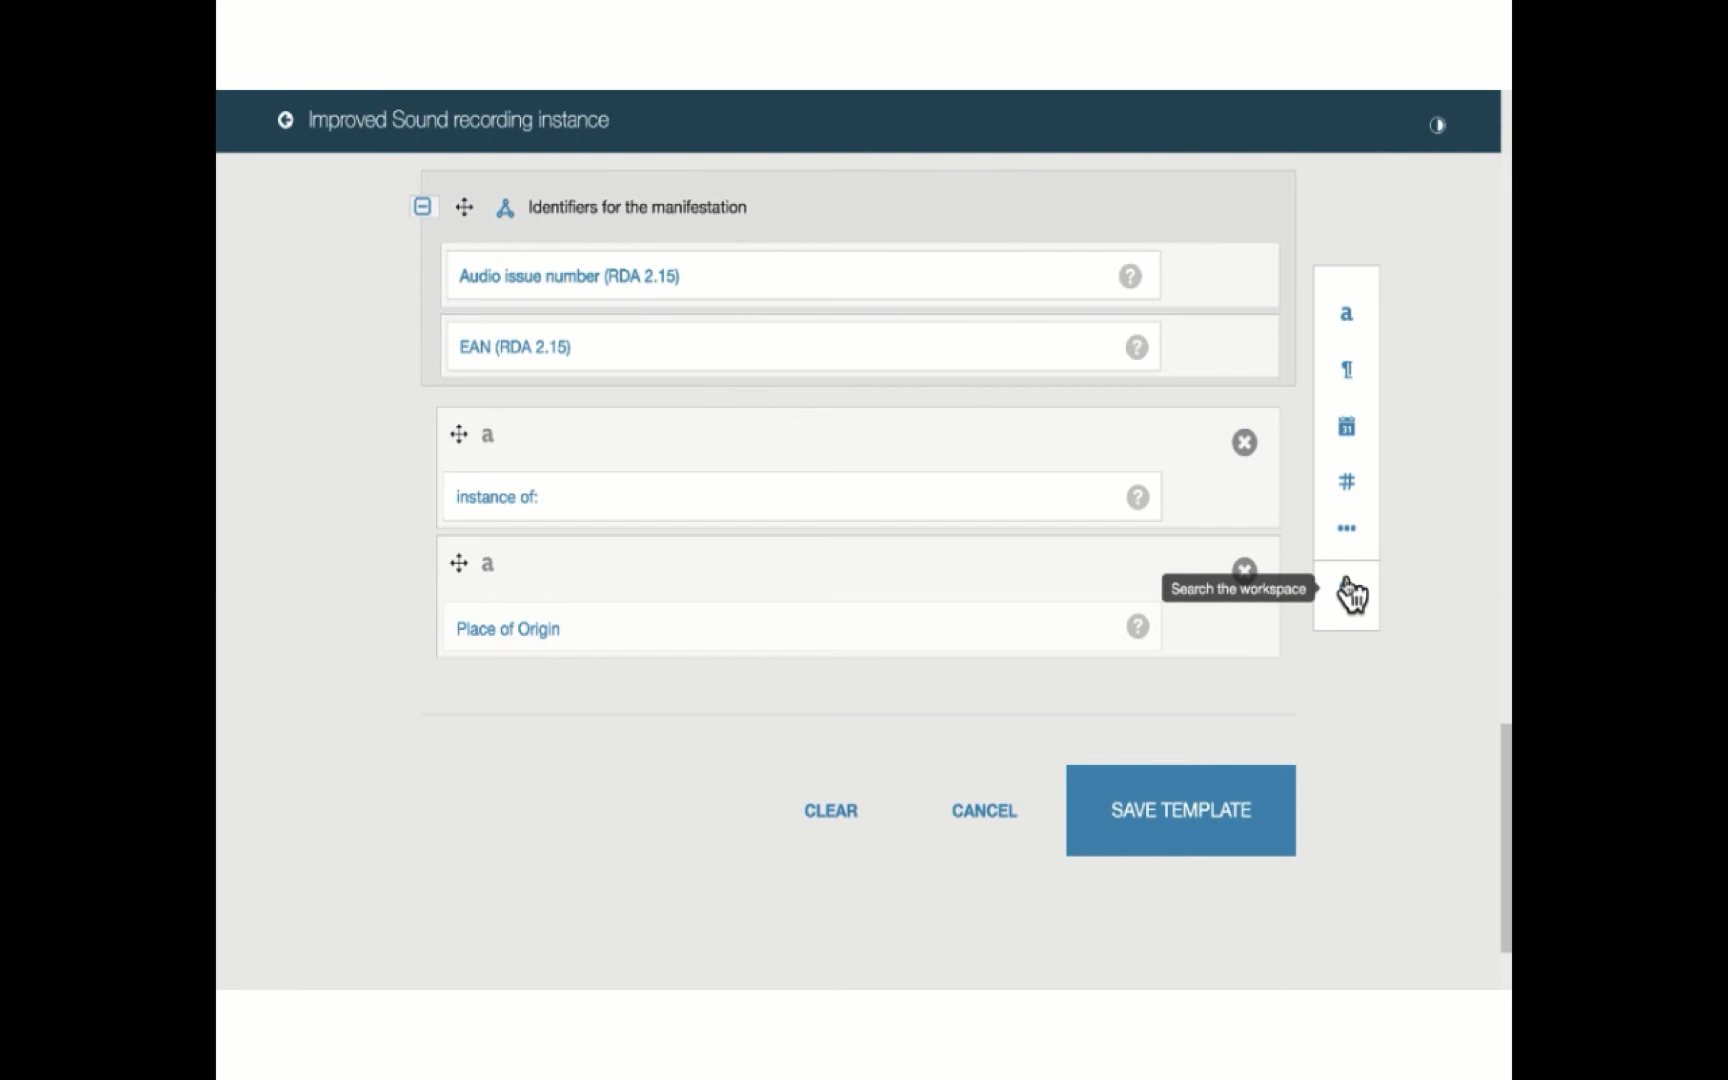 Improved Sound recording instance
Identifiers for the manifestation
Audio issue number (RDA 2.15)
?
EAN (RDA 2.15)
?
a
¶
31
#
•••
a
instance of:
?
a
Search the workspace
Place of Origin
?
CLEAR
CANCEL
SAVE TEMPLATE